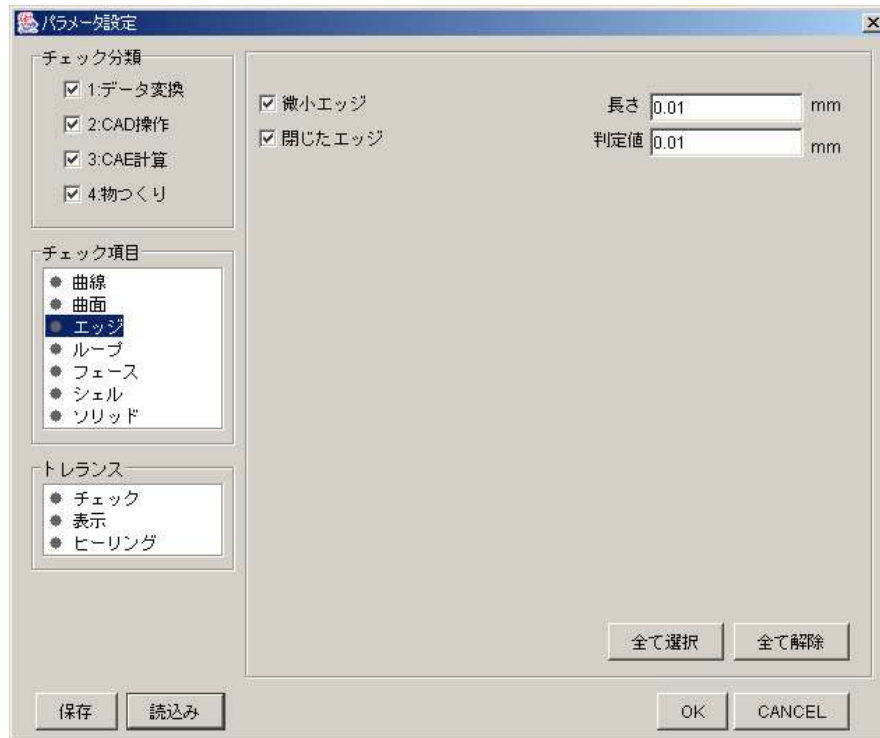 パラメータ設定
チェック分類
1:データ変換
2:CAD操作
3:CAE計算
4:物つくり
チェック項目
曲線
曲面
エッジ
ループ
フェース
シェル
ソリッド
トレランス
チェック
表示
ヒーリング
微小エッジ 長さ 0.01 mm
閉じたエッジ 判定値 0.01 mm
全て選択 全て解除
保存 読込み OK CANCEL